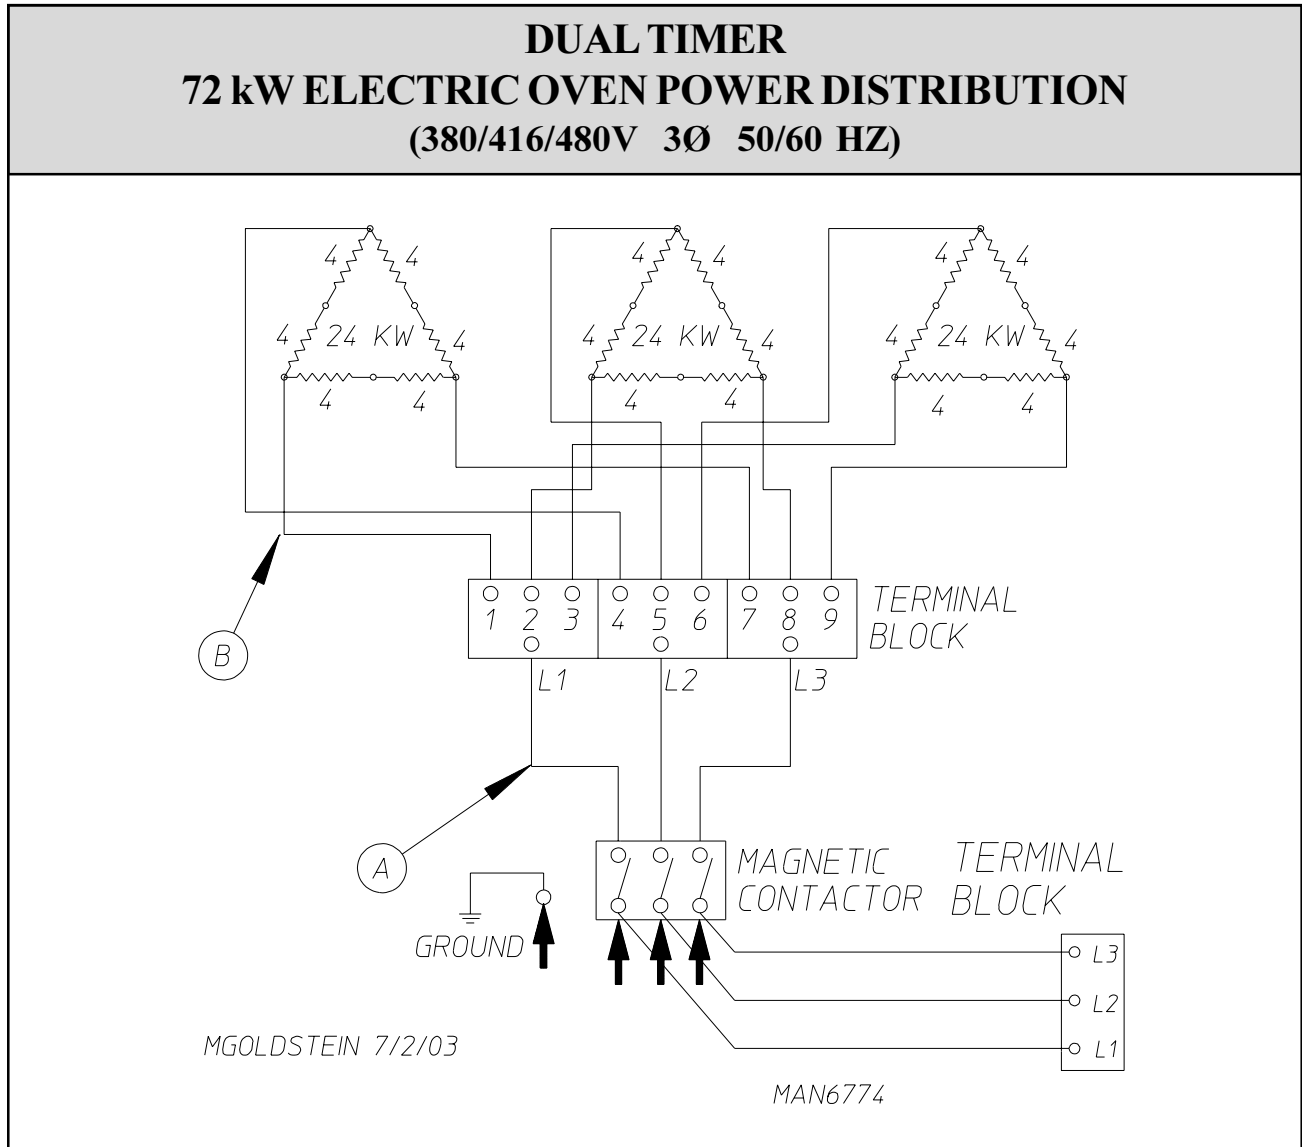 DUAL TIMER
72 kW ELECTRIC OVEN POWER DISTRIBUTION
(380/416/480V 3Ø 50/60 HZ)
4 4 4 4 4 4
4 24 KW 4 4 24 KW 4 4 24 KW 4
4 4 4 4 4 4
1 2 3 4 5 6 7 8 9
TERMINAL
BLOCK
B
L1 L2 L3
A
MAGNETIC
CONTACTOR
TERMINAL
BLOCK
GROUND
L3
L2
L1
MGOLDSTEIN 7/2/03
MAN6774